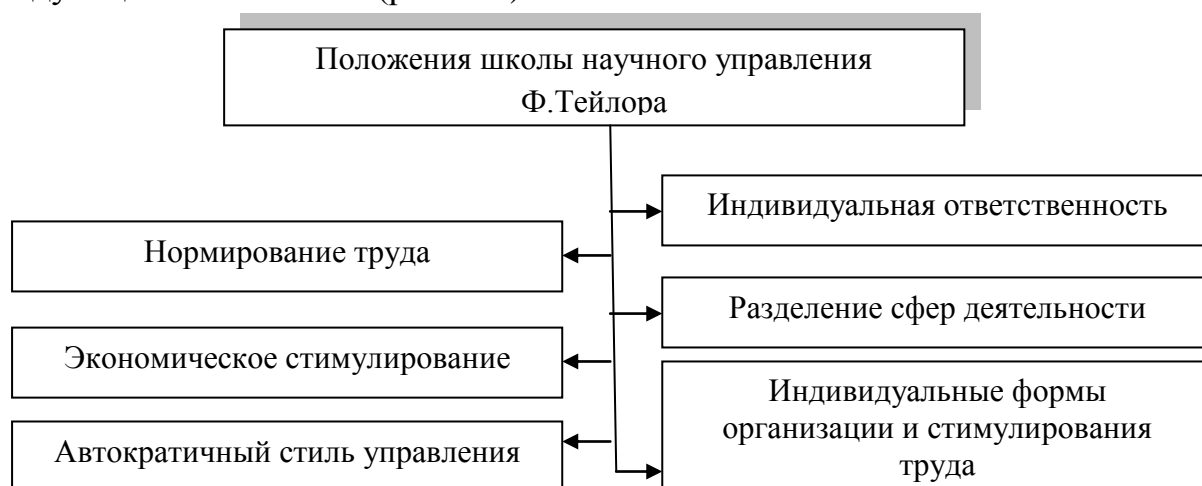 Положения школы научного управления
Ф.Тейлора
Индивидуальная ответственность
Нормирование труда
Разделение сфер деятельности
Экономическое стимулирование
Индивидуальные формы
организации и стимулирования
труда
Автократичный стиль управления